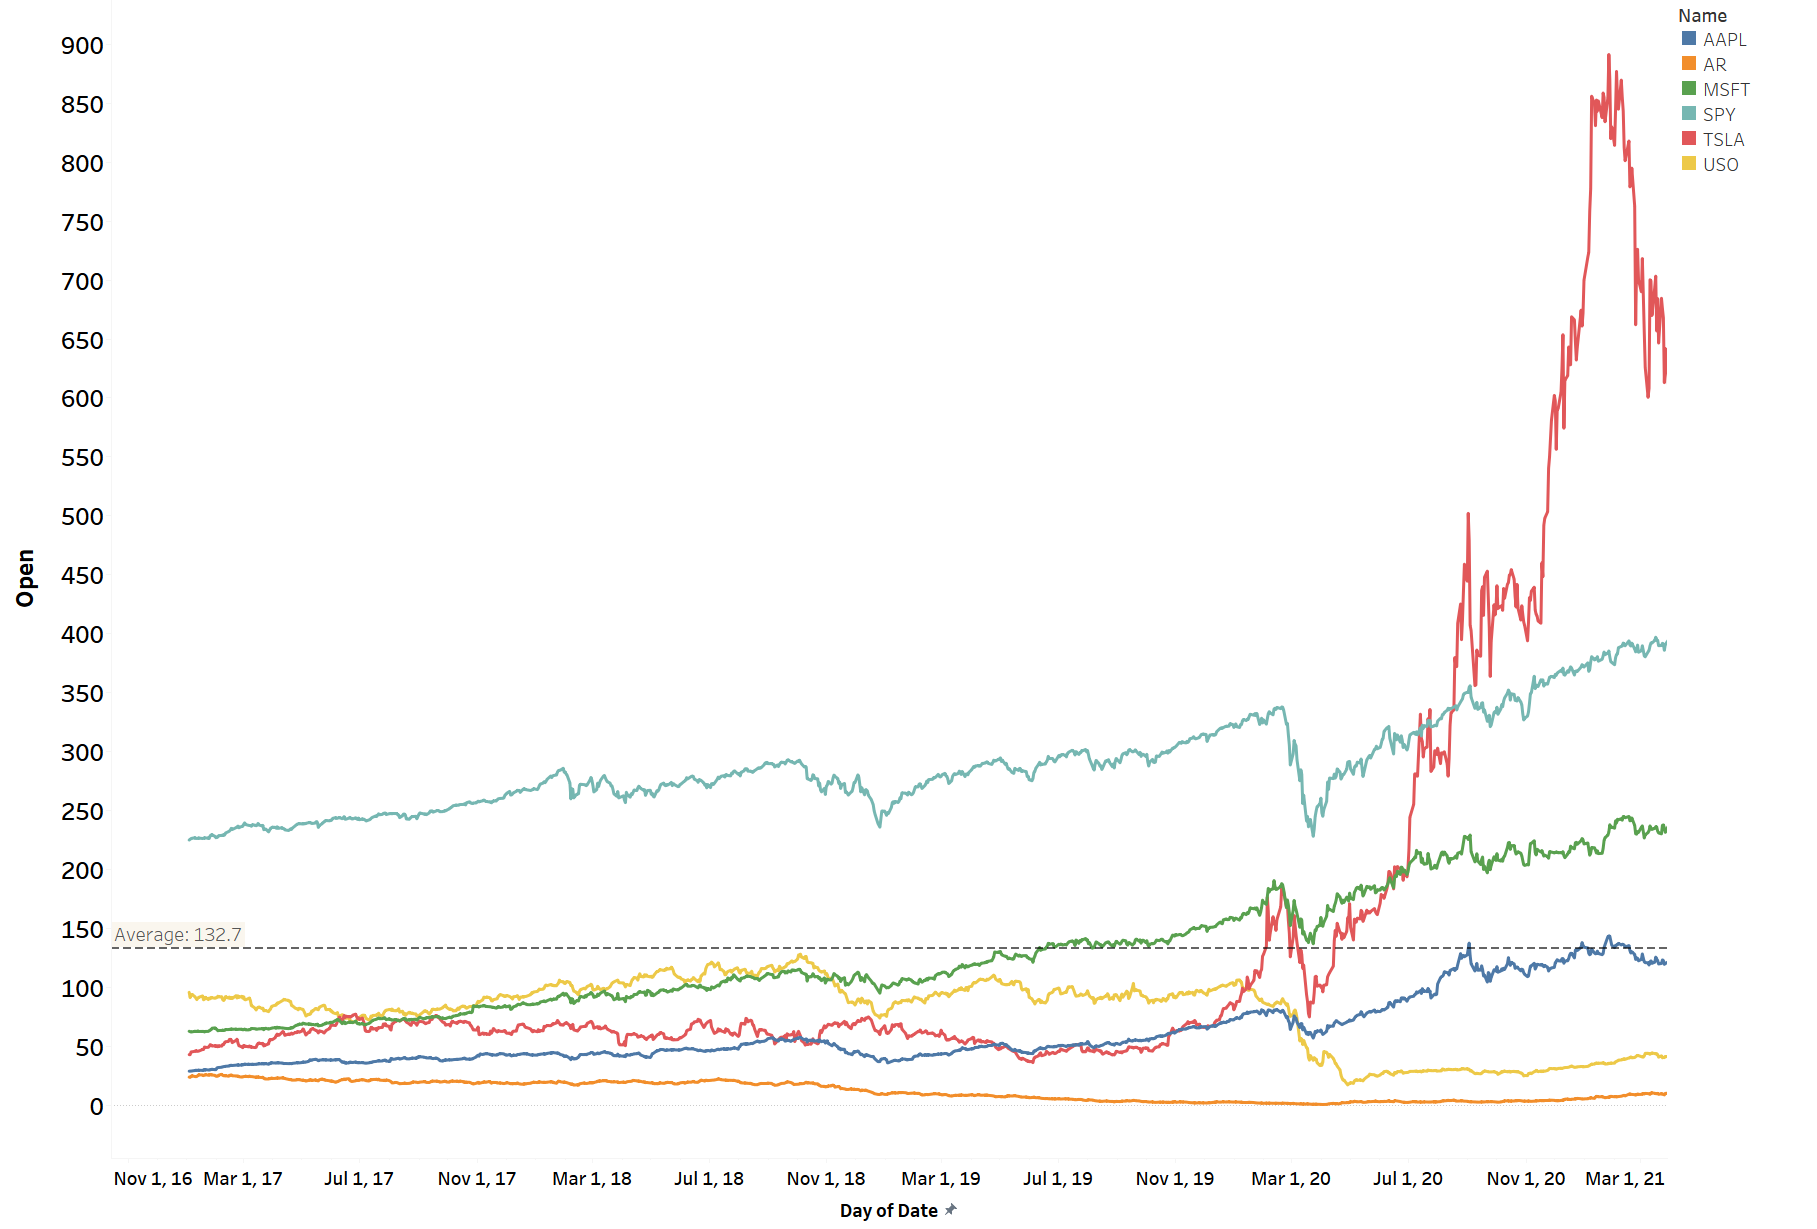 Name
AAPL
AR
MSFT
SPY
TSLA
USO
900
850
800
750
700
650
600
550
500
450
400
350
300
250
200
150
100
50
0
Open
Average: 132.7
Nov 1, 16 Mar 1, 17 Jul 1, 17 Nov 1, 17 Mar 1, 18 Jul 1, 18 Nov 1, 18 Mar 1, 19 Jul 1, 19 Nov 1, 19 Mar 1, 20 Jul 1, 20 Nov 1, 20 Mar 1, 21
Day of Date